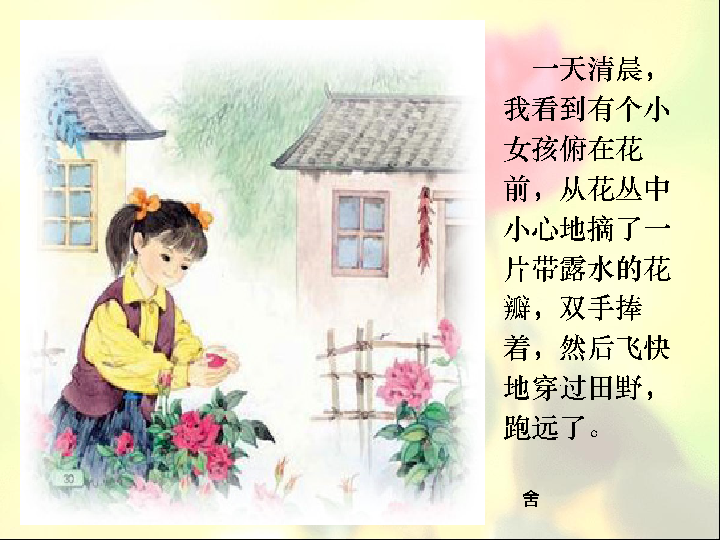 一天清晨，
我看到有个小
女孩俯在花
前，从花丛中
小心地摘了一
片带露水的花
瓣，双手捧
着，然后飞快
地穿过田野，
跑远了。
舍
30